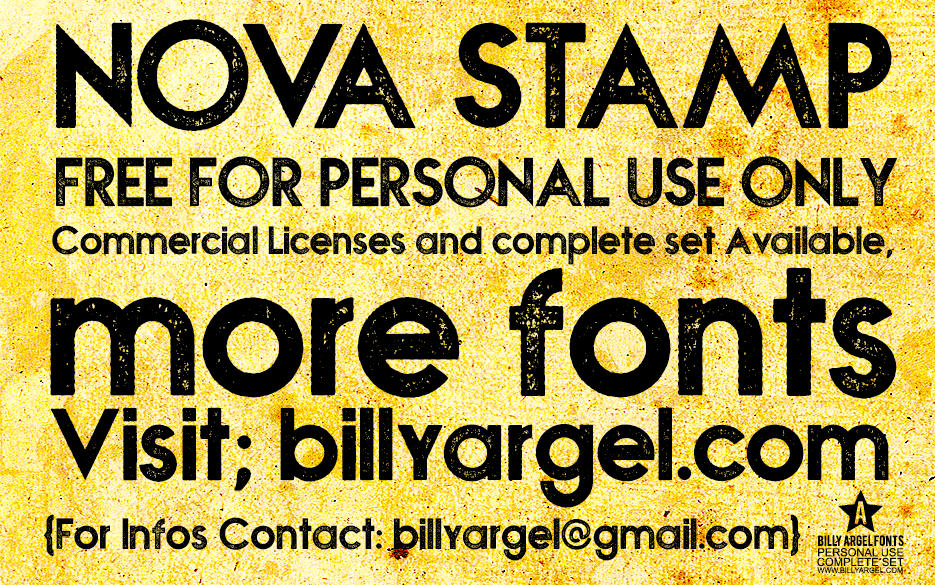 NOVA STAMP
FREE FOR PERSONAL USE ONLY
Commercial Licenses and complete set Available,
more fonts
Visit; billyargel.com
{For Infos Contact: billyargel@gmail.com}
A
BILLY ARGEL FONTS
PERSONAL USE
COMPLETE SET
WWW.BILLYARGEL.COM